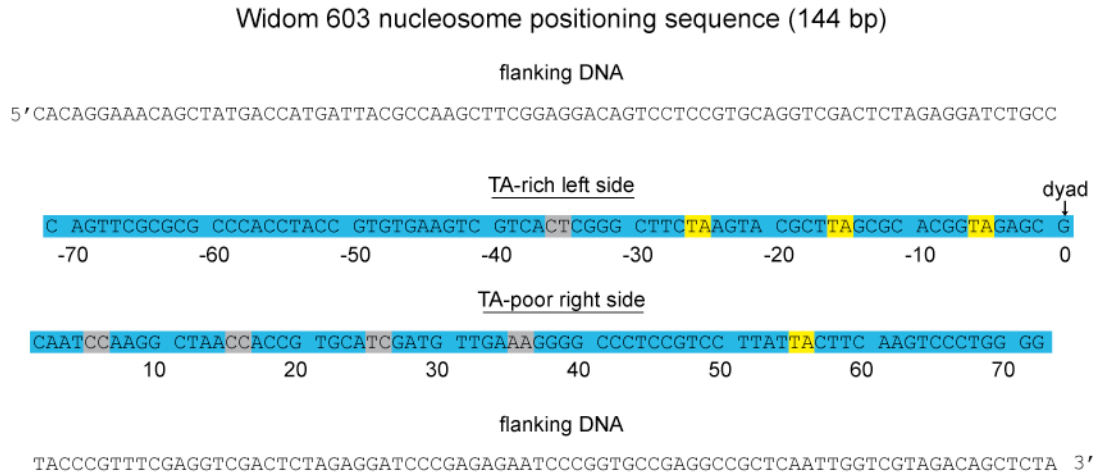 Widom 603 nucleosome positioning sequence (144 bp)
flanking DNA
5′CACAGGAAACAGCTATGACCATGATTACGCCAAGCTTCGGAGGACAGTCCTCCGTGCAGGTCGACTCTAGAGGATCTGCC
TA-rich left side
dyad
C AGTTCGCGCG CCCACCTACC GTGTGAAGTC GTCACTCGGG CTTCTAAGTA CGCTTAGCGC ACGGTAGAGC G
-70 -60 -50 -40 -30 -20 -10 0
TA-poor right side
CAATCCAAGG CTAACCACCG TGCATCGATG TTGAAAGGGG CCCTCCGTCC TTATTACTTC AAGTCCCTGG GG
10 20 30 40 50 60 70
flanking DNA
TACCCGTTTCGAGGTCGACTCTAGAGGATCCCGAGAGAATCCCGGTGCCGAGGCCGCTCAATTGGTCGTAGACAGCTCTA 3′